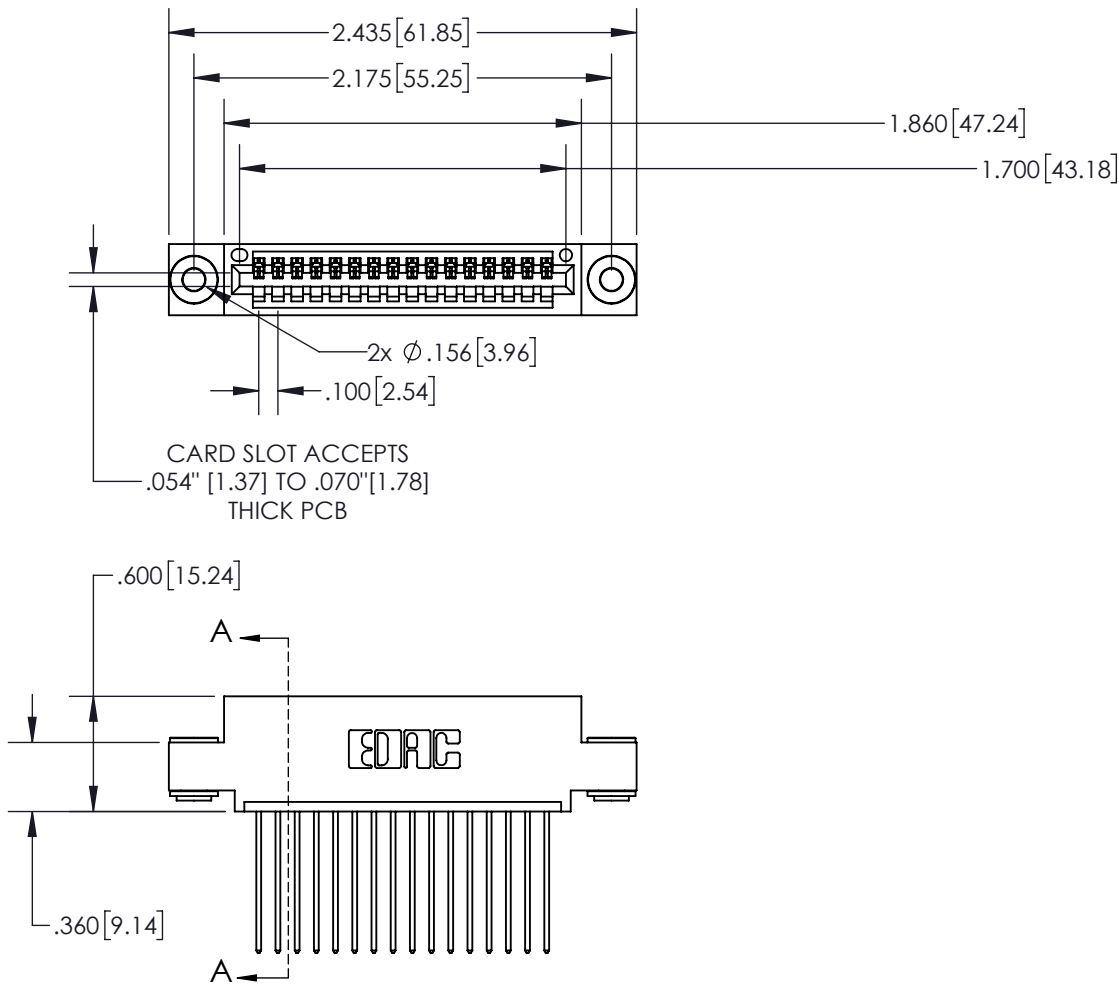 2.435[61.85]
2.175[55.25]
1.860[47.24]
1.700[43.18]
2x Ø.156[3.96]
.100[2.54]
CARD SLOT ACCEPTS
.054" [1.37] TO .070"[1.78]
THICK PCB
.600[15.24]
A
EDAC
.360[9.14]
A